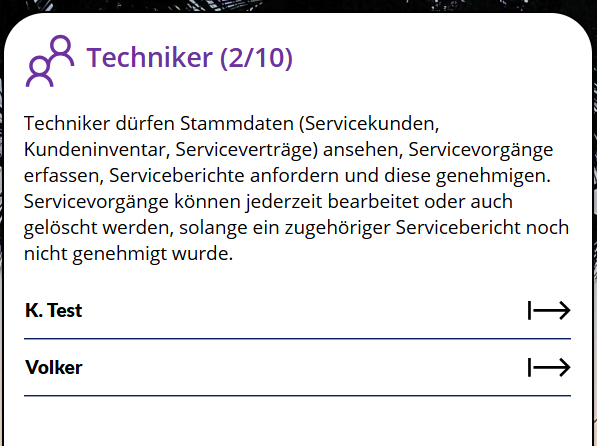 Techniker (2/10)
Techniker dürfen Stammdaten (Servicekunden,
Kundeninventar, Serviceverträge) ansehen, Servicevorgänge
erfassen, Serviceberichte anfordern und diese genehmigen.
Servicevorgänge können jederzeit bearbeitet oder auch
gelöscht werden, solange ein zugehöriger Servicebericht noch
nicht genehmigt wurde.
K. Test
Volker